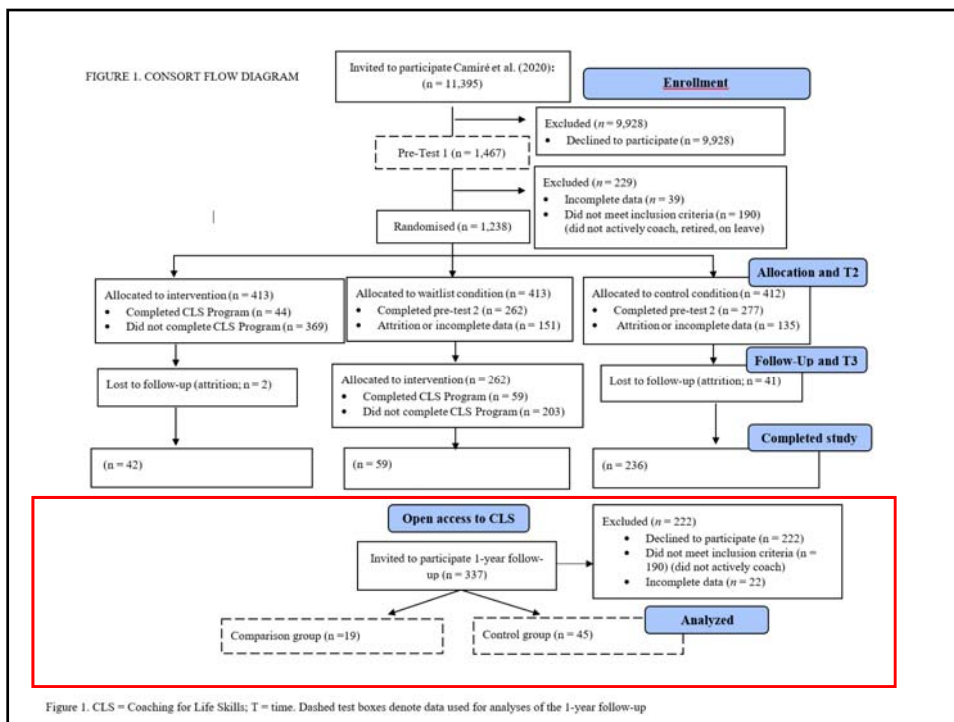 FIGURE 1. CONSORT FLOW DIAGRAM
Invited to participate Camiré et al. (2020):
(n = 11,395)
Enrollment
Excluded (n = 9,928)
• Declined to participate (n = 9,928)
Pre-Test 1 (n = 1,467)
Excluded (n = 229)
• Incomplete data (n = 39)
• Did not meet inclusion criteria (n = 190)
(did not actively coach, retired, on leave)
Randomised (n = 1,238)
Allocation and T2
Allocated to intervention (n = 413)
• Completed CLS Program (n = 44)
• Did not complete CLS Program (n = 369)
Allocated to waitlist condition (n = 413)
• Completed pre-test 2 (n = 262)
• Attrition or incomplete data (n = 151)
Allocated to control condition (n = 412)
• Completed pre-test 2 (n = 277)
• Attrition or incomplete data (n = 135)
Follow-Up and T3
Lost to follow-up (attrition; n = 2)
Allocated to intervention (n = 262)
• Completed CLS Program (n = 59)
• Did not complete CLS Program (n = 203)
Lost to follow-up (attrition; n = 41)
Completed study
(n = 42)
(n = 59)
(n = 236)
Open access to CLS
Invited to participate 1-year follow-
up (n = 337)
Excluded (n = 222)
• Declined to participate (n = 222)
• Did not meet inclusion criteria (n =
190) (did not actively coach)
• Incomplete data (n = 22)
Analyzed
Comparison group (n =19)
Control group (n = 45)
Figure 1. CLS = Coaching for Life Skills; T = time. Dashed test boxes denote data used for analyses of the 1-year follow-up